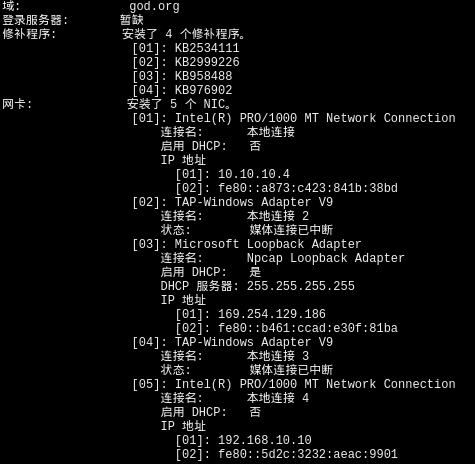 域:               god.org
登录服务器:       暂缺
修补程序:         安装了 4 个修补程序。
                  [01]: KB2534111
                  [02]: KB2999226
                  [03]: KB958488
                  [04]: KB976902
网卡:             安装了 5 个 NIC。
                  [01]: Intel(R) PRO/1000 MT Network Connection
                      连接名:      本地连接
                      启用 DHCP:   否
                      IP 地址
                        [01]: 10.10.10.4
                        [02]: fe80::a873:c423:841b:38bd
                  [02]: TAP-Windows Adapter V9
                      连接名:      本地连接 2
                      状态:        媒体连接已中断
                  [03]: Microsoft Loopback Adapter
                      连接名:      Npcap Loopback Adapter
                      启用 DHCP:   是
                      DHCP 服务器: 255.255.255.255
                      IP 地址
                        [01]: 169.254.129.186
                        [02]: fe80::b461:ccad:e30f:81ba
                  [04]: TAP-Windows Adapter V9
                      连接名:      本地连接 3
                      状态:        媒体连接已中断
                  [05]: Intel(R) PRO/1000 MT Network Connection
                      连接名:      本地连接 4
                      启用 DHCP:   否
                      IP 地址
                        [01]: 192.168.10.10
                        [02]: fe80::5d2c:3232:aeac:9901